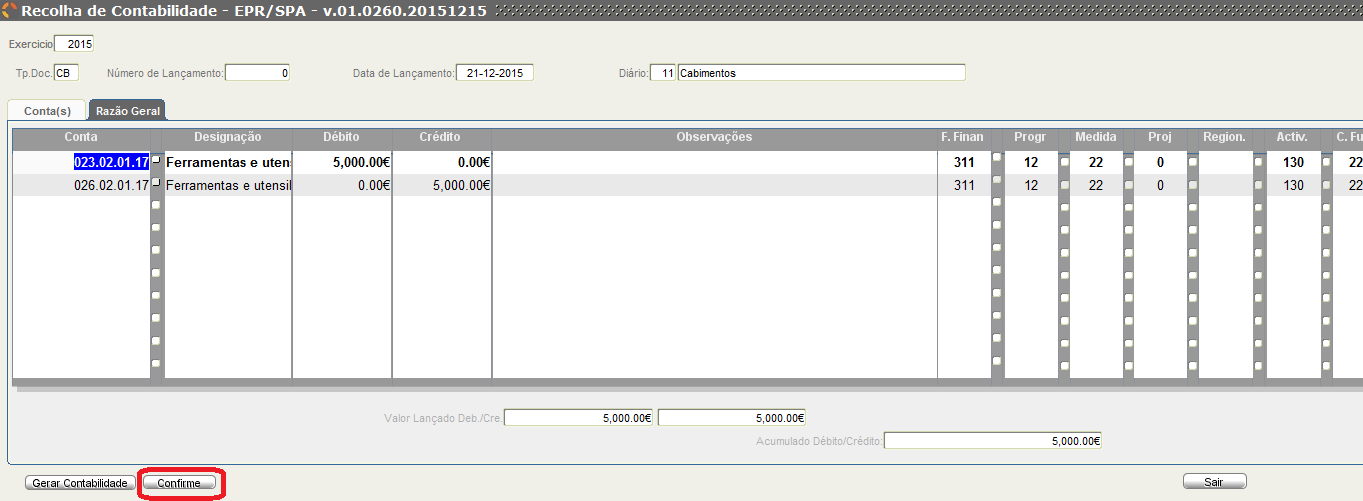 Recolha de Contabilidade - EPR/SPA - v.01.0260.20151215
Exercicio 2015
Tp.Doc. CB Número de Lançamento: 0 Data de Lançamento: 21-12-2015 Diário: 11 Cabimentos
Conta(s) Razão Geral
Conta Designação Débito Crédito Observações F. Finan Progr Medida Proj Region. Activ. C. Fu
023.02.01.17 Ferramentas e uten 5,000.00€ 0.00€ 311 12 22 0 130 22
026.02.01.17 Ferramentas e utensil 0.00€ 5,000.00€ 311 12 22 0 130 22
Valor Lançado Deb./Cre. 5,000.00€ 5,000.00€
Acumulado Débito/Crédito: 5,000.00€
Gerar Contabilidade Confirme Sair